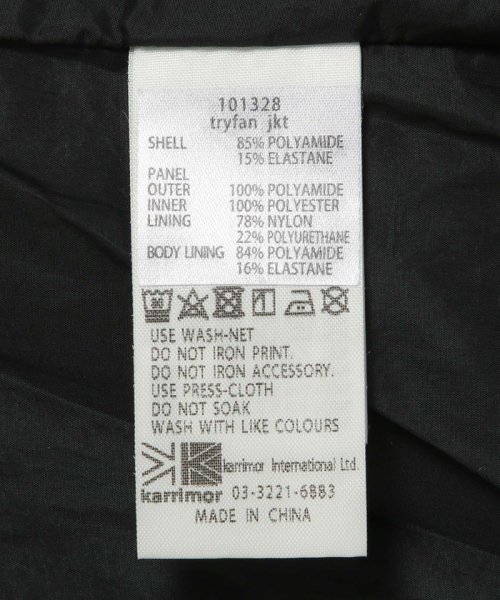 101328
tryfan jkt
SHELL 85% POLYAMIDE
15% ELASTANE
PANEL
OUTER 100% POLYAMIDE
INNER 100% POLYESTER
LINING 78% NYLON
22% POLYURETHANE
BODY LINING 84% POLYAMIDE
16% ELASTANE
USE WASH-NET
DO NOT IRON PRINT.
DO NOT IRON ACCESSORY.
USE PRESS-CLOTH
DO NOT SOAK
WASH WITH LIKE COLOURS
karrimor International Ltd.
karrimor 03-3221-6883
MADE IN CHINA